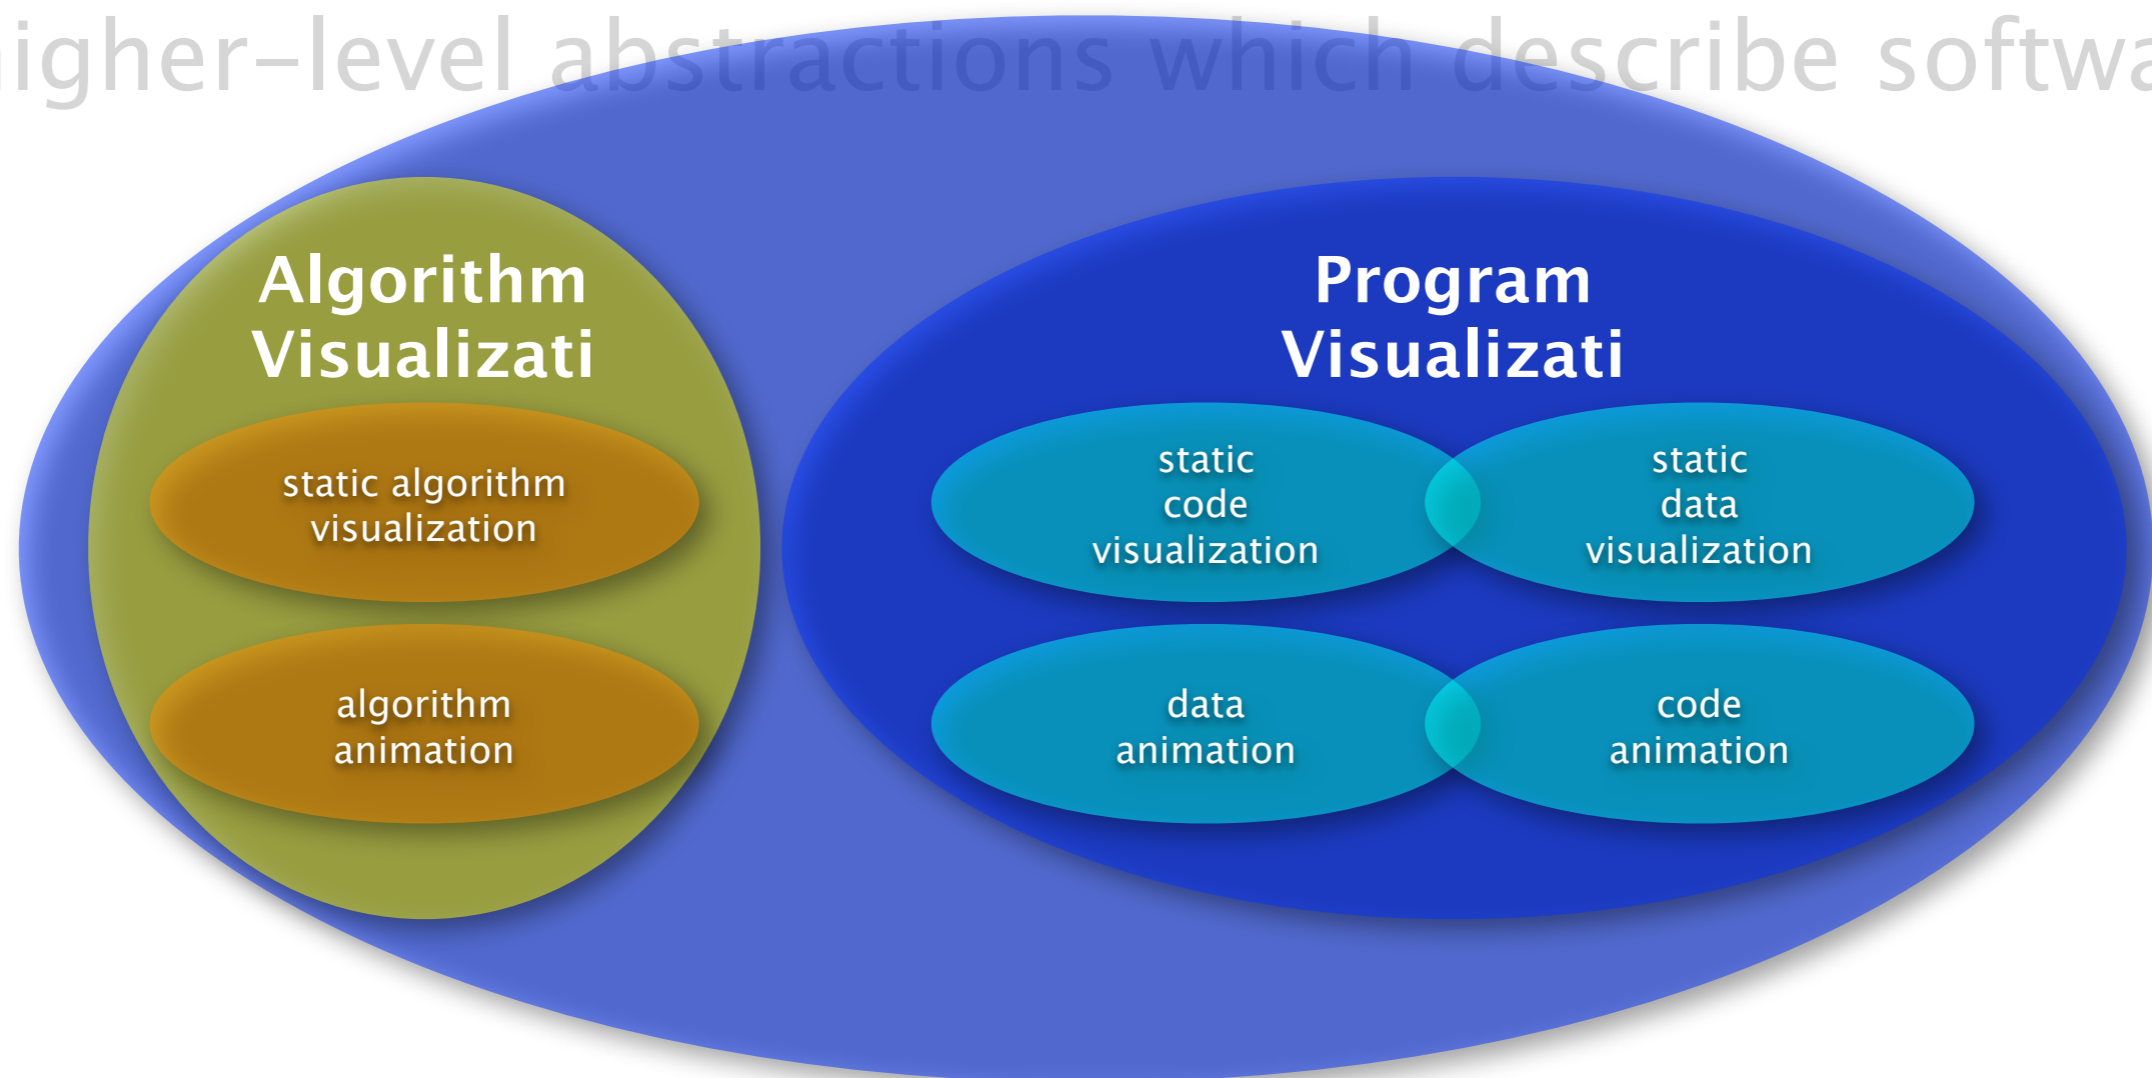 igher-level abstractions which describe softwa
Algorithm
Visualizati
static algorithm
visualization
algorithm
animation
Program
Visualizati
static
code
visualization
static
data
visualization
data
animation
code
animation